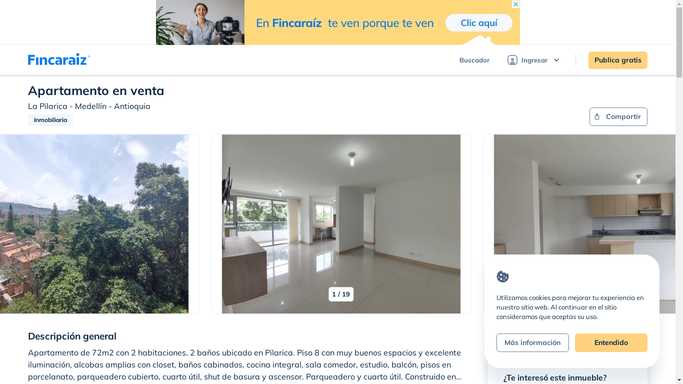 En Fincaraíz te ven porque te ven
Clic aquí
Fincaraiz
Buscador
Ingresar
Publica gratis
Apartamento en venta
La Pilarica - Medellín - Antioquia
Inmobiliaria
Compartir
1 / 19
Utilizamos cookies para mejorar tu experiencia en
nuestro sitio web. Al continuar en el sitio
consideramos que aceptas su uso.
Más información
Entendido
Descripción general
Apartamento de 72m2 con 2 habitaciones, 2 baños ubicado en Pilarica. Piso 8 con muy buenos espacios y excelente
iluminación, alcobas amplias con closet, baños cabinados, cocina integral, sala comedor, estudio, balcón, pisos en
porcelanato, parqueadero cubierto, cuarto útil, shut de basura y ascensor. Parqueadero y cuarto útil. Construido en...
¿Te interesó este inmueble?